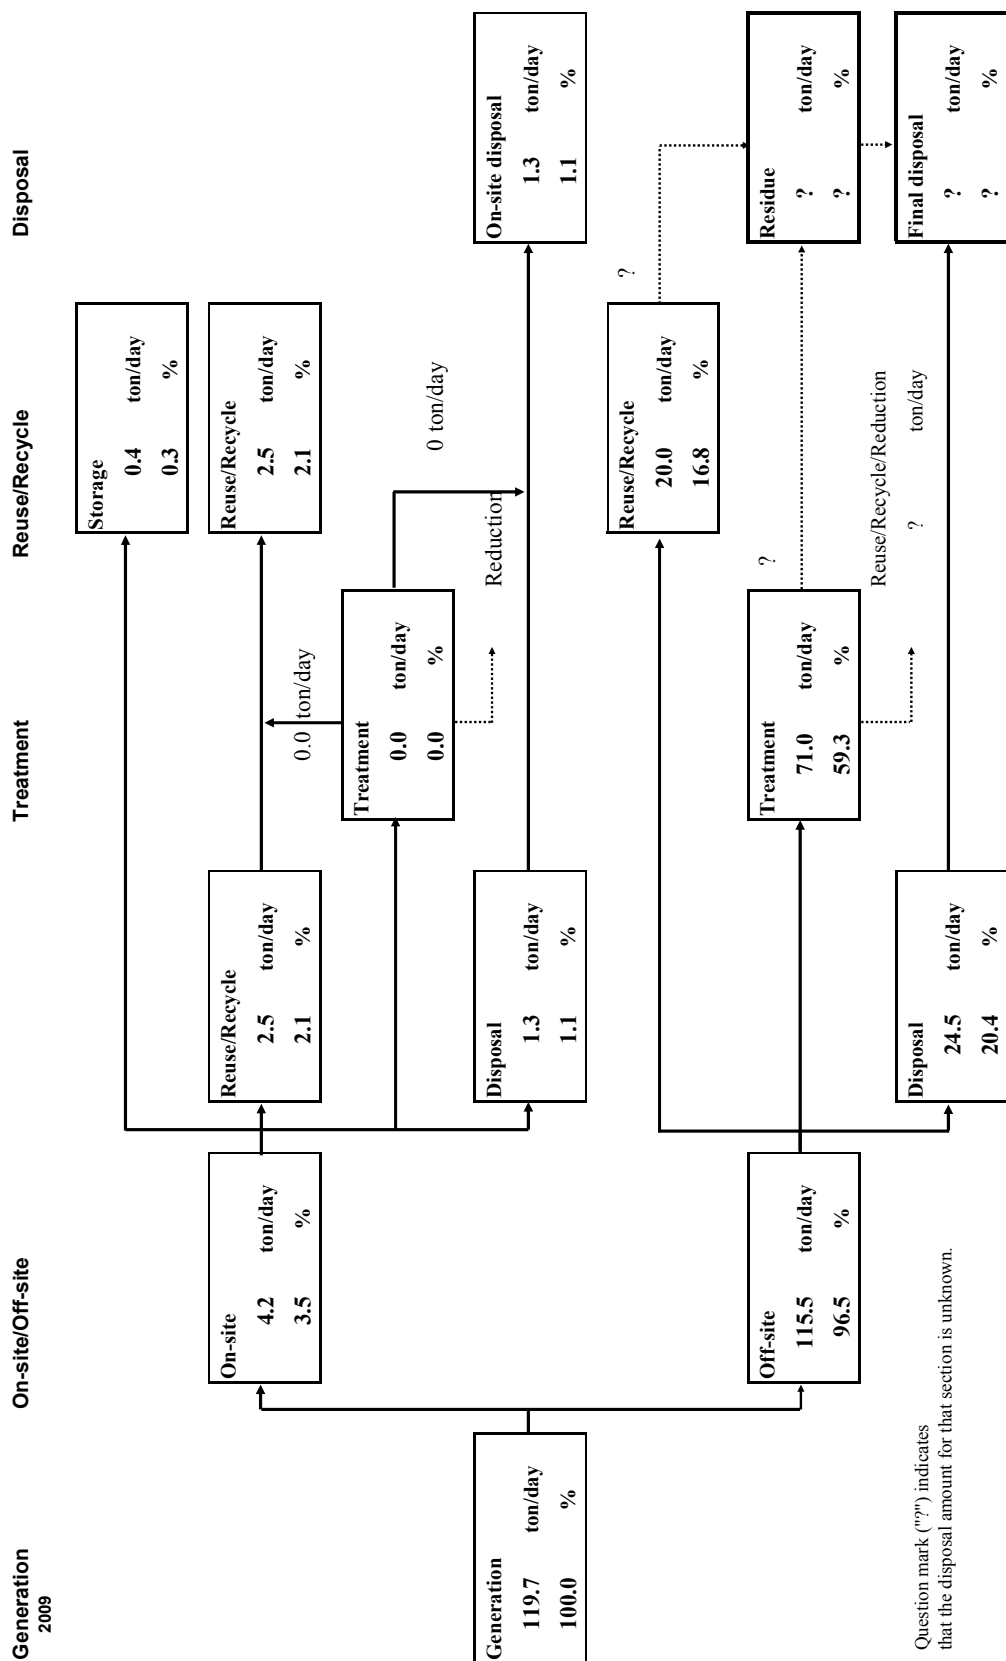 Generation
2009
On-site/Off-site
Treatment
Reuse/Recycle
Disposal
Generation
119.7 ton/day
100.0 %
On-site
4.2 ton/day
3.5 %
Off-site
115.5 ton/day
96.5 %
Reuse/Recycle
2.5 ton/day
2.1 %
Disposal
1.3 ton/day
1.1 %
Treatment
0.0 ton/day
0.0 %
0.0 ton/day
Storage
0.4 ton/day
0.3 %
Reuse/Recycle
2.5 ton/day
2.1 %
0 ton/day
Reduction
On-site disposal
1.3 ton/day
1.1 %
Disposal
24.5 ton/day
20.4 %
Treatment
71.0 ton/day
59.3 %
?
Reuse/Recycle
20.0 ton/day
16.8 %
?
Reuse/Recycle/Reduction
? ton/day
Residue
? ton/day
? %
Final disposal
? ton/day
? %
Question mark ("?") indicates
that the disposal amount for that section is unknown.